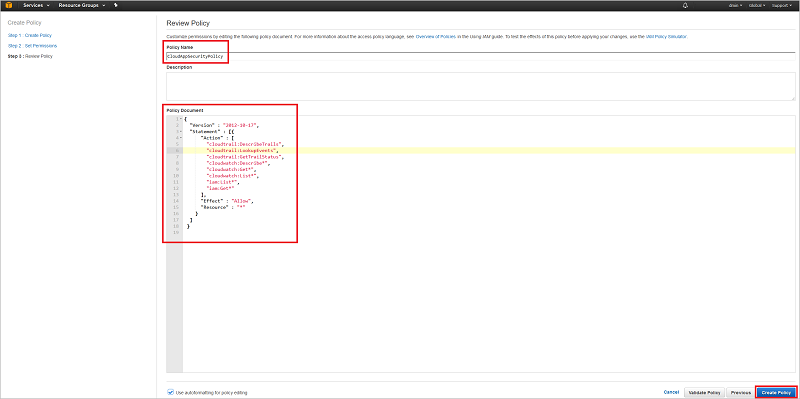 Services Resource Groups drsio Global Support
Create Policy
Step 1 : Create Policy
Step 2 : Set Permissions
Step 3 : Review Policy
Review Policy
Customize permissions by editing the following policy document. For more information about the access policy language, see Overview of Policies in the Using IAM guide. To test the effects of this policy before applying your changes, use the IAM Policy Simulator.
Policy Name
CloudAppSecurityPolicy
Description
Policy Document
1 {
2 "Version" : "2012-10-17",
3 "Statement" : [{
4 "Action" : [
5 "cloudtrail:DescribeTrails",
6 "cloudtrail:LookupEvents",
7 "cloudtrail:GetTrailStatus",
8 "cloudwatch:Describe*",
9 "cloudwatch:Get*",
10 "cloudwatch:List*",
11 "iam:List*",
12 "iam:Get*"
13 ],
14 "Effect" : "Allow",
15 "Resource" : "*"
16 }
17 ]
18 }
19
Use autoformatting for policy editing
Cancel Validate Policy Previous Create Policy